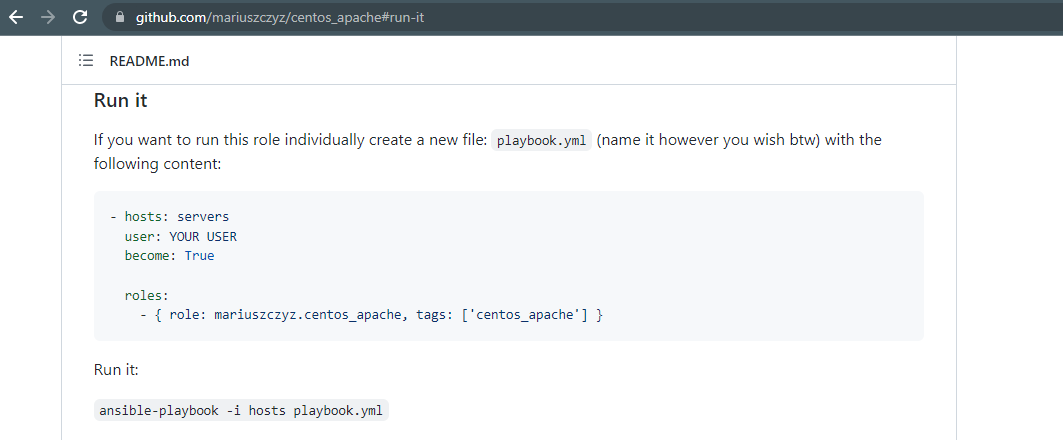 github.com/mariuszczyz/centos_apache#run-it
README.md
Run it
If you want to run this role individually create a new file: playbook.yml (name it however you wish btw) with the
following content:
- hosts: servers
  user: YOUR USER
  become: True
  roles:
    - { role: mariuszczyz.centos_apache, tags: ['centos_apache'] }
Run it:
ansible-playbook -i hosts playbook.yml